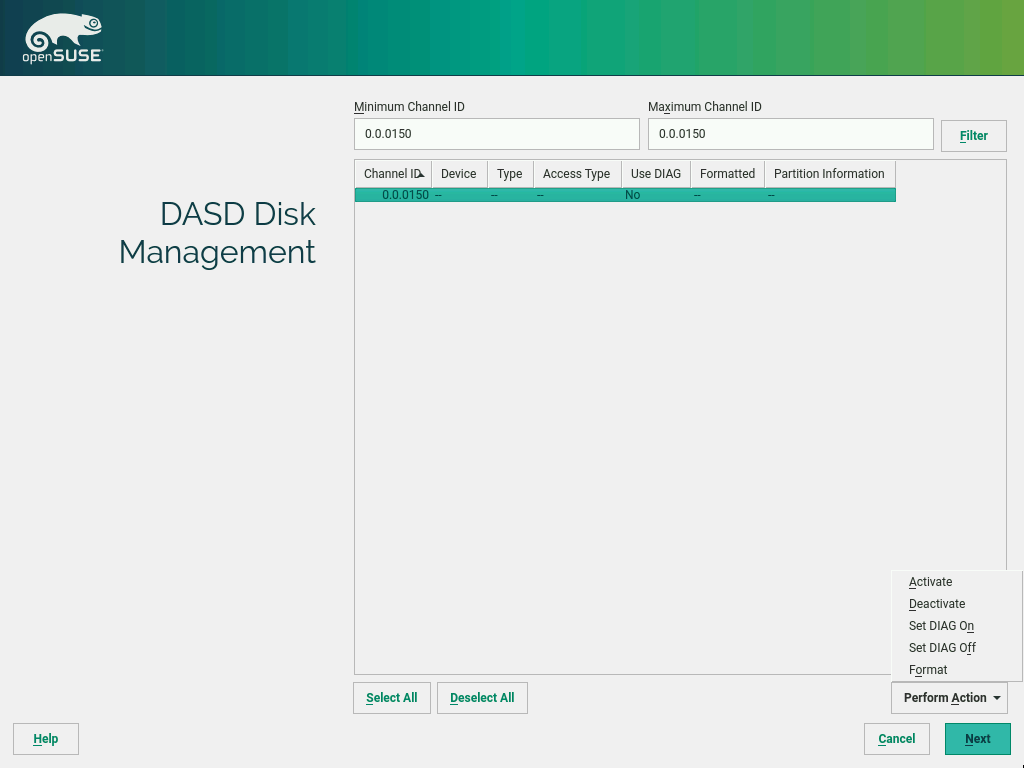 openSUSE
Minimum Channel ID
Maximum Channel ID
0.0.0150
0.0.0150
Filter
Channel ID Device Type Access Type Use DIAG Formatted Partition Information
0.0.0150 -- -- -- No -- --
DASD Disk
Management
Activate
Deactivate
Set DIAG On
Set DIAG Off
Format
Select All
Deselect All
Perform Action
Help
Cancel
Next